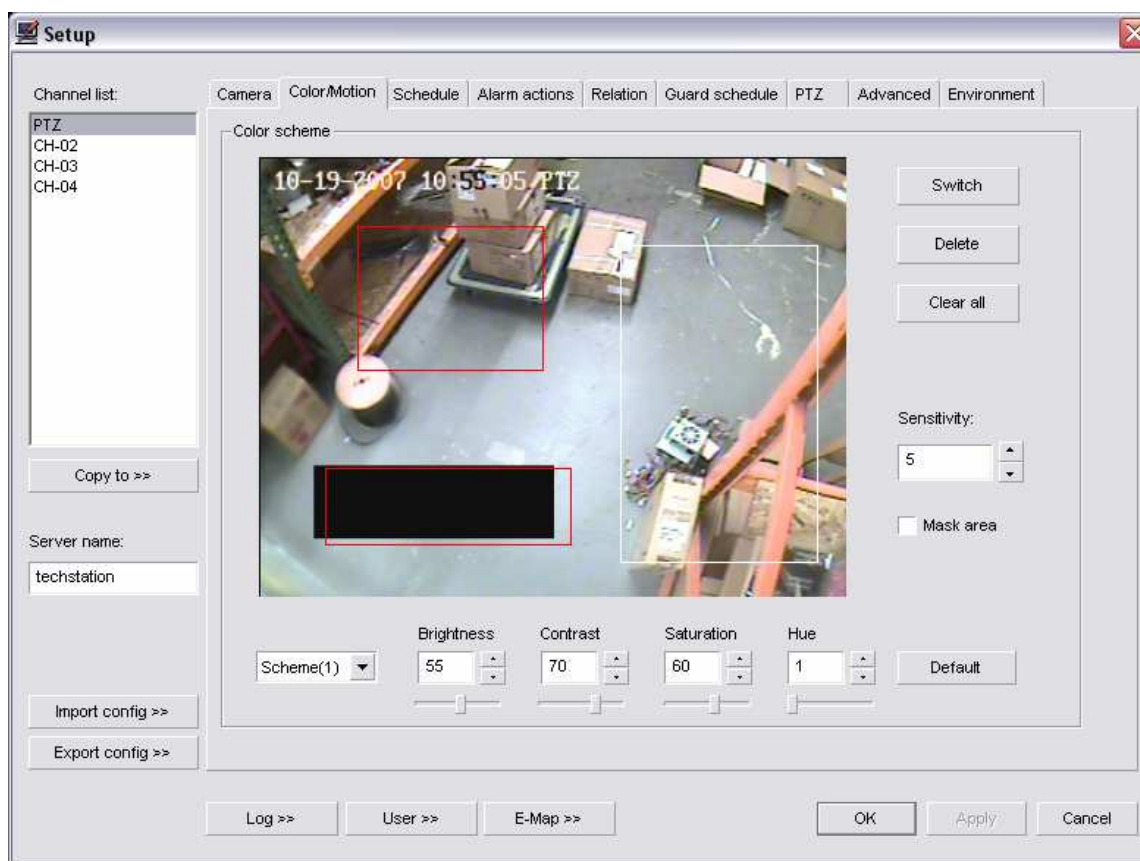 Setup
Channel list:
PTZ
CH-02
CH-03
CH-04
Copy to >>
Server name:
techstation
Import config >>
Export config >>
Camera
Color/Motion
Schedule
Alarm actions
Relation
Guard schedule
PTZ
Advanced
Environment
Color scheme
10-19-2007 10:55-05/PTZ
Switch
Delete
Clear all
Sensitivity:
5
Mask area
Scheme(1)
Brightness
55
Contrast
70
Saturation
60
Hue
1
Default
Log >>
User >>
E-Map >>
OK
Apply
Cancel